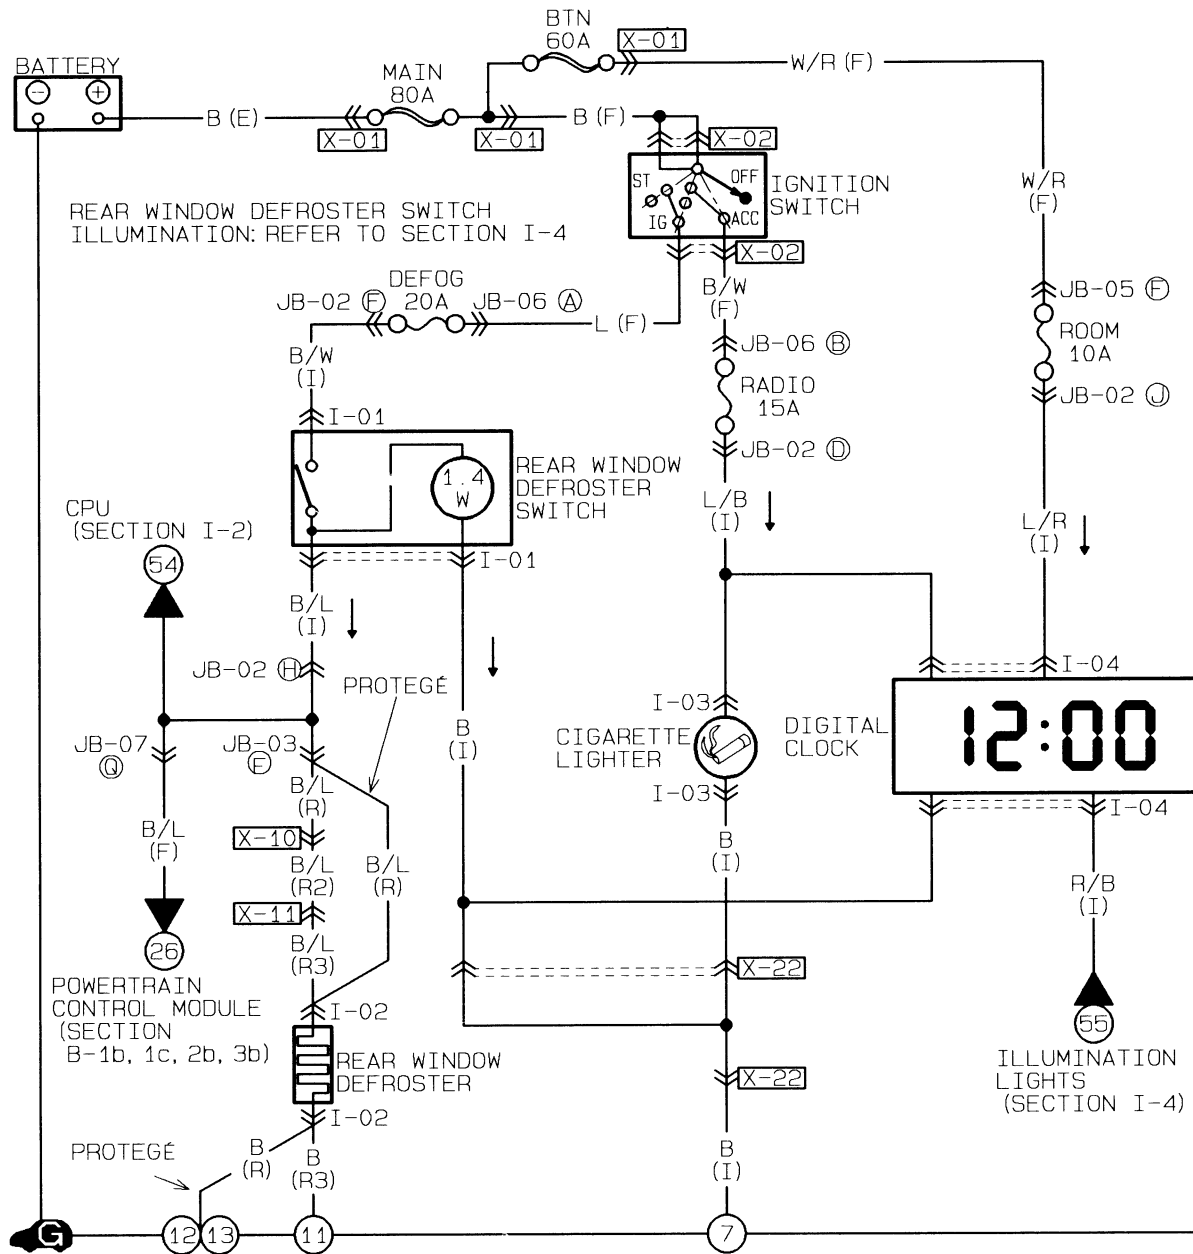 BTN
60A
X-01
W/R (F)
BATTERY
- +
MAIN
80A
B (E)
X-01
X-01
B (F)
X-02
ST
OFF
IG
ACC
IGNITION
SWITCH
X-02
W/R
(F)
REAR WINDOW DEFROSTER SWITCH
ILLUMINATION: REFER TO SECTION I-4
DEFOG
20A
JB-02 F
JB-06 A
L (F)
B/W
(F)
JB-05 F
ROOM
10A
JB-02 J
B/W
(I)
JB-06 B
RADIO
15A
JB-02 D
I-01
1.4
W
REAR WINDOW
DEFROSTER
SWITCH
I-01
L/B
(I)
L/R
(I)
CPU
(SECTION I-2)
54
B/L
(I)
JB-02 H
PROTEGÉ
I-04
I-03
CIGARETTE
LIGHTER
I-03
DIGITAL
CLOCK
12:00
I-04
JB-07
Q
JB-03
E
B
(I)
B/L
(R)
B/L
(F)
X-10
B/L
(R2)
B/L
(R)
B
(I)
R/B
(I)
X-11
B/L
(R3)
26
POWERTRAIN
CONTROL MODULE
(SECTION
B-1b, 1c, 2b, 3b)
I-02
REAR WINDOW
DEFROSTER
I-02
X-22
X-22
55
ILLUMINATION
LIGHTS
(SECTION I-4)
PROTEGÉ
B
(R)
B
(R3)
B
(I)
G
12
13
11
7